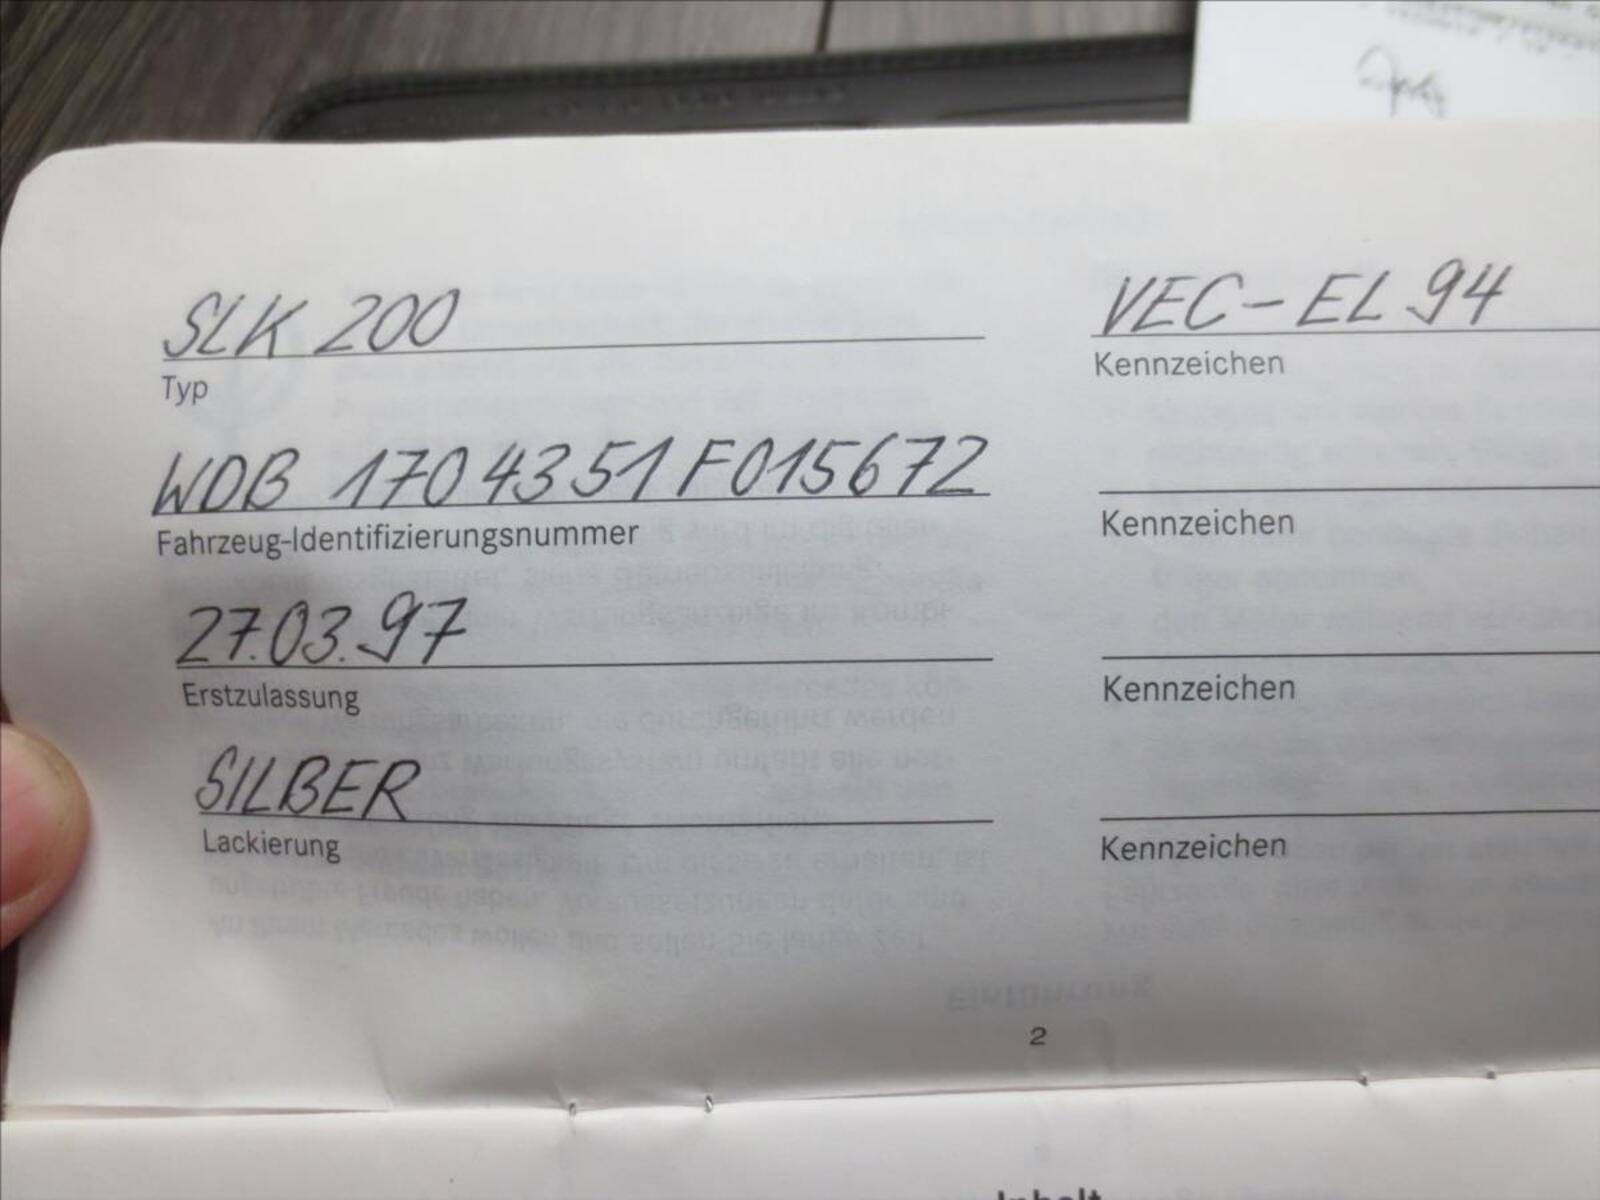 SLK 200
Typ
WDB 1704351F015672
Fahrzeug-Identifizierungsnummer
27.03.97
Erstzulassung
SILBER
Lackierung
VEC-EL 94
Kennzeichen
Kennzeichen
Kennzeichen
Kennzeichen
2
Inhalt